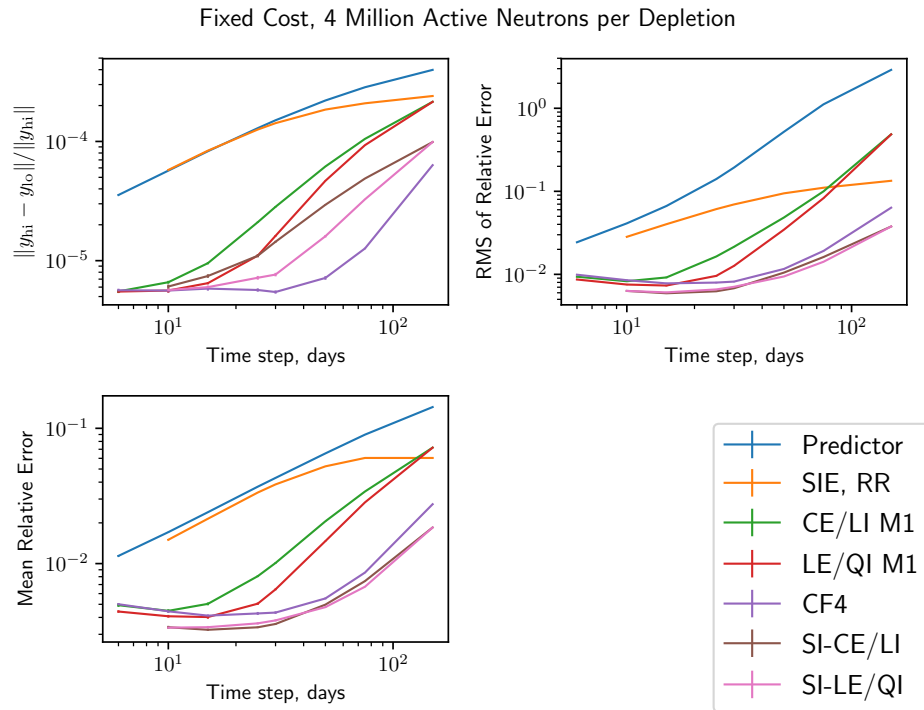 Fixed Cost, 4 Million Active Neutrons per Depletion
||y_hi − y_lo||/||y_hi||
10^−4
10^−5
10^1
10^2
Time step, days
RMS of Relative Error
10^0
10^−1
10^−2
10^1
10^2
Time step, days
Mean Relative Error
10^−1
10^−2
10^1
10^2
Time step, days
Predictor
SIE, RR
CE/LI M1
LE/QI M1
CF4
SI-CE/LI
SI-LE/QI